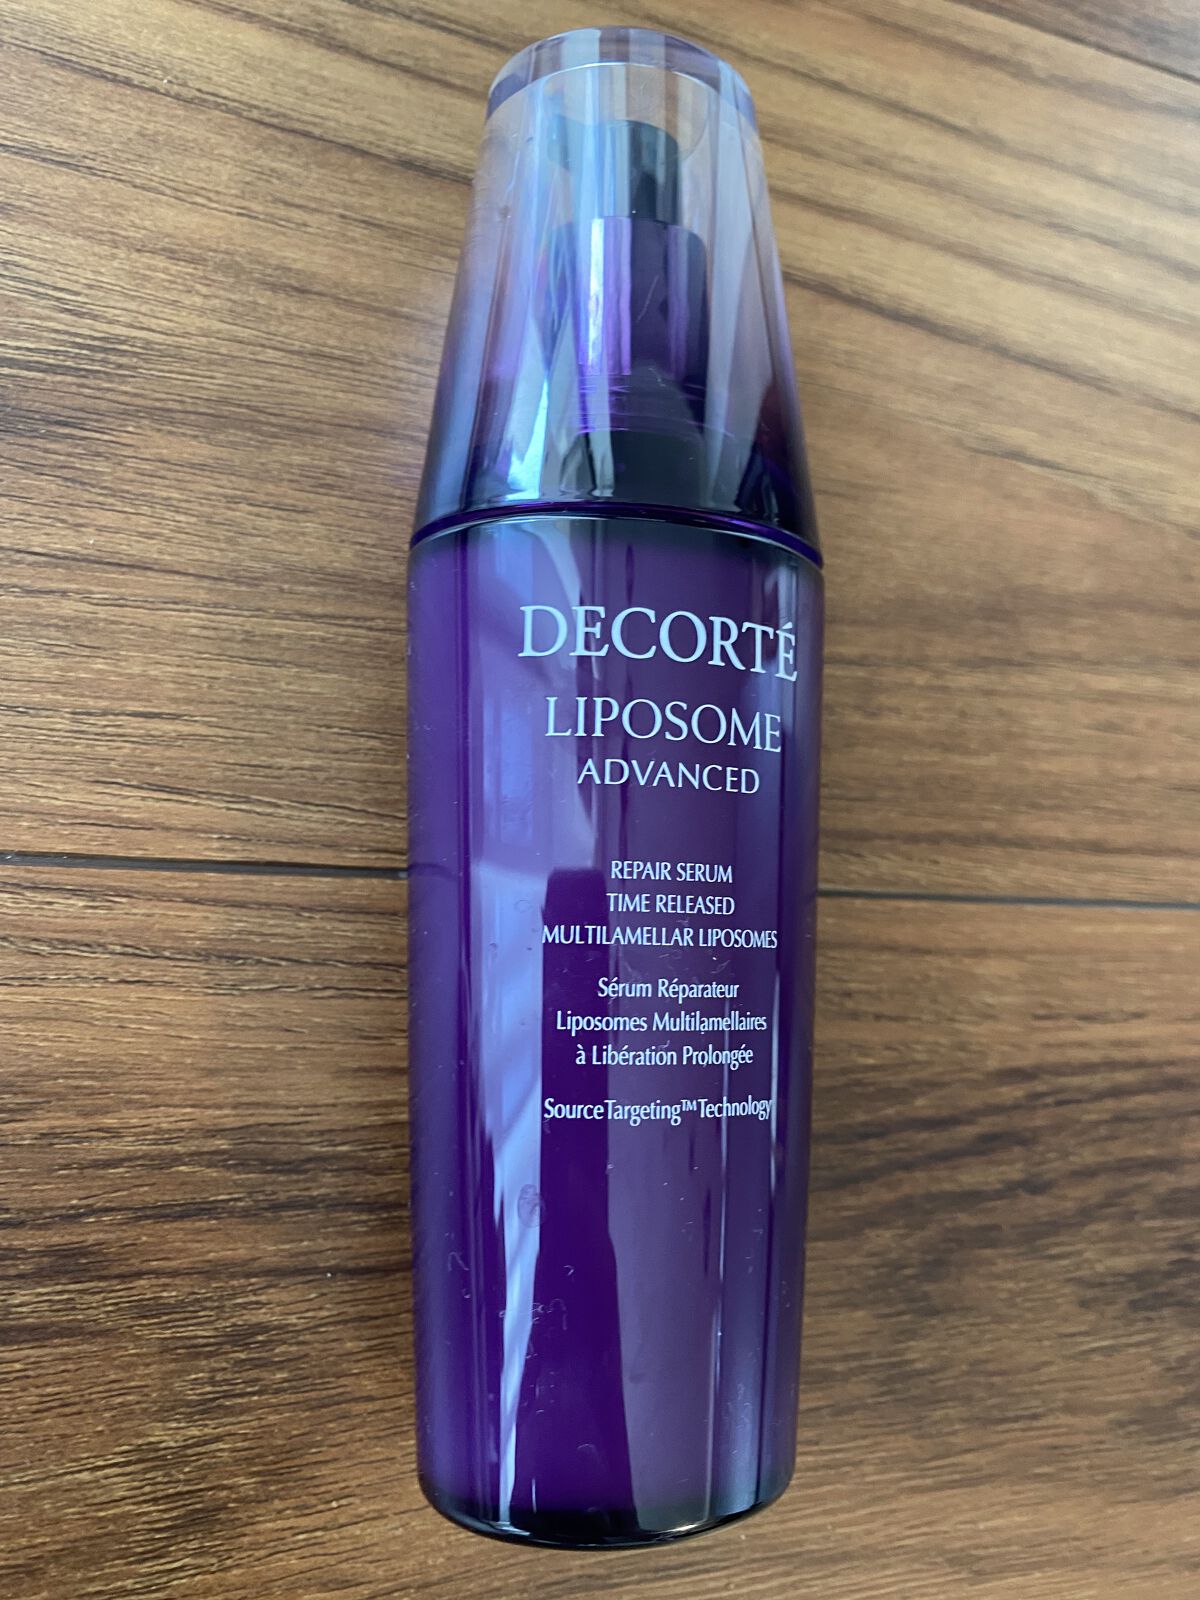 DECORTÉ
LIPOSOME
ADVANCED
REPAIR SERUM
TIME RELEASED
MULTILAMELLAR LIPOSOMES
Sérum Réparateur
Liposomes Multilamellaires
à Libération Prolongée
SourceTargeting™Technology